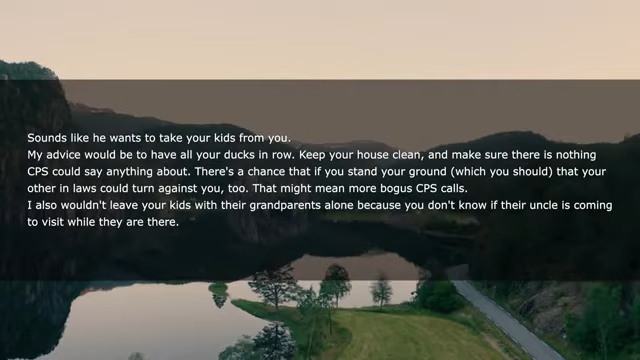 Sounds like he wants to take your kids from you.
My advice would be to have all your ducks in row. Keep your house clean, and make sure there is nothing
CPS could say anything about. There's a chance that if you stand your ground (which you should) that your
other in laws could turn against you, too. That might mean more bogus CPS calls.
I also wouldn't leave your kids with their grandparents alone because you don't know if their uncle is coming
to visit while they are there.